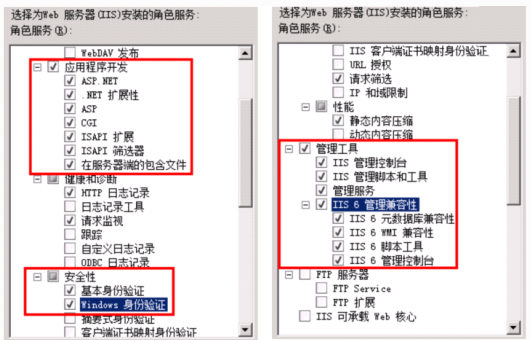 选择为Web 服务器(IIS)安装的角色服务:
角色服务(R):
WebDAV 发布
应用程序开发
ASP.NET
.NET 扩展性
ASP
CGI
ISAPI 扩展
ISAPI 筛选器
在服务器端的包含文件
健康和诊断
HTTP 日志记录
日志记录工具
请求监视
跟踪
自定义日志记录
ODBC 日志记录
安全性
基本身份验证
Windows 身份验证
摘要式身份验证
客户端证书映射身份验证
选择为Web 服务器(IIS)安装的角色服务:
角色服务(R):
IIS 客户端证书映射身份验证
URL 授权
请求筛选
IP 和域限制
性能
静态内容压缩
动态内容压缩
管理工具
IIS 管理控制台
IIS 管理脚本和工具
管理服务
IIS 6 管理兼容性
IIS 6 元数据库兼容性
IIS 6 WMI 兼容性
IIS 6 脚本工具
IIS 6 管理控制台
FTP 服务器
FTP Service
FTP 扩展
IIS 可承载 Web 核心